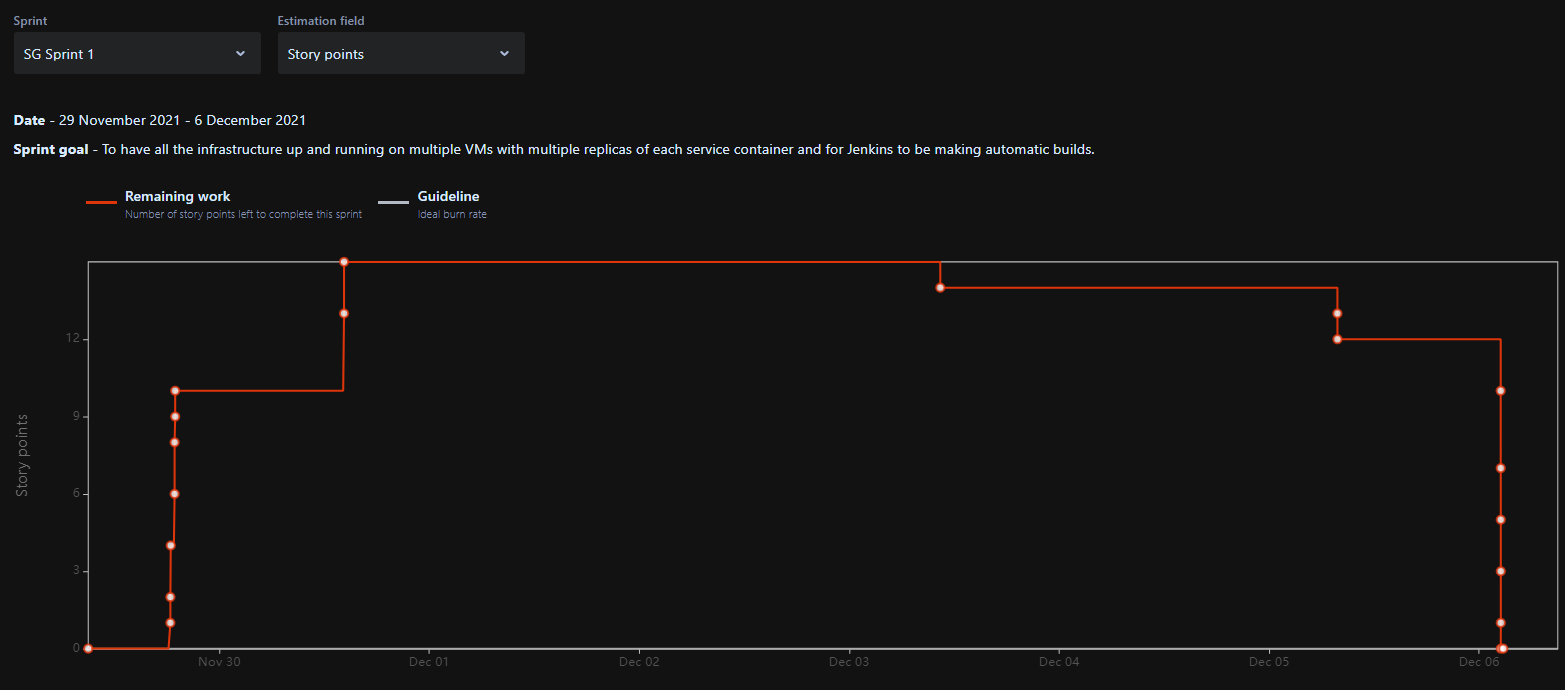 Sprint
Estimation field
SG Sprint 1
Story points
Date - 29 November 2021 - 6 December 2021
Sprint goal - To have all the infrastructure up and running on multiple VMs with multiple replicas of each service container and for Jenkins to be making automatic builds.
Remaining work
Number of story points left to complete this sprint
Guideline
Ideal burn rate
Story points
12
9
6
3
0
Nov 30
Dec 01
Dec 02
Dec 03
Dec 04
Dec 05
Dec 06